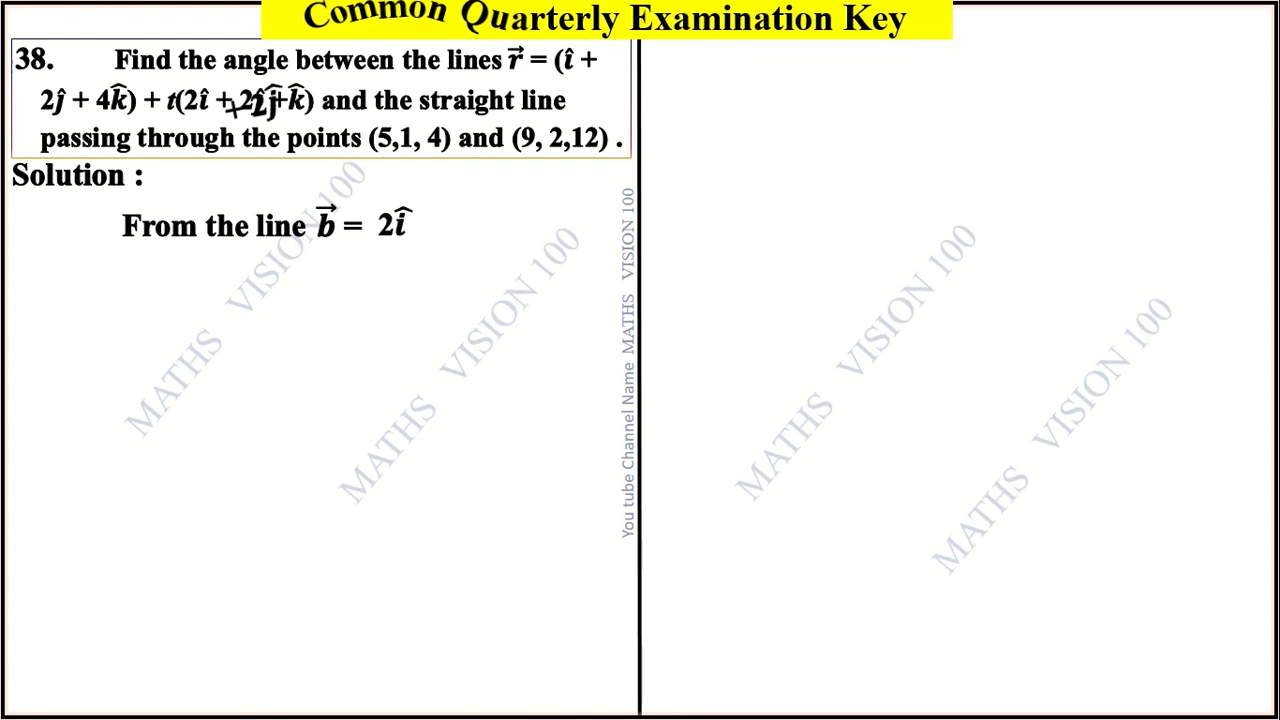 Common Quarterly Examination Key
38. Find the angle between the lines r⃗ = (î +
2ĵ + 4k̂) + t(2î + 2ĵ + k̂) and the straight line
passing through the points (5,1, 4) and (9, 2,12) .
Solution :
From the line b⃗ = 2î
MATHS VISION 100
MATHS VISION 100
You tube Channel Name MATHS VISION 100
MATHS VISION 100
MATHS VISION 100